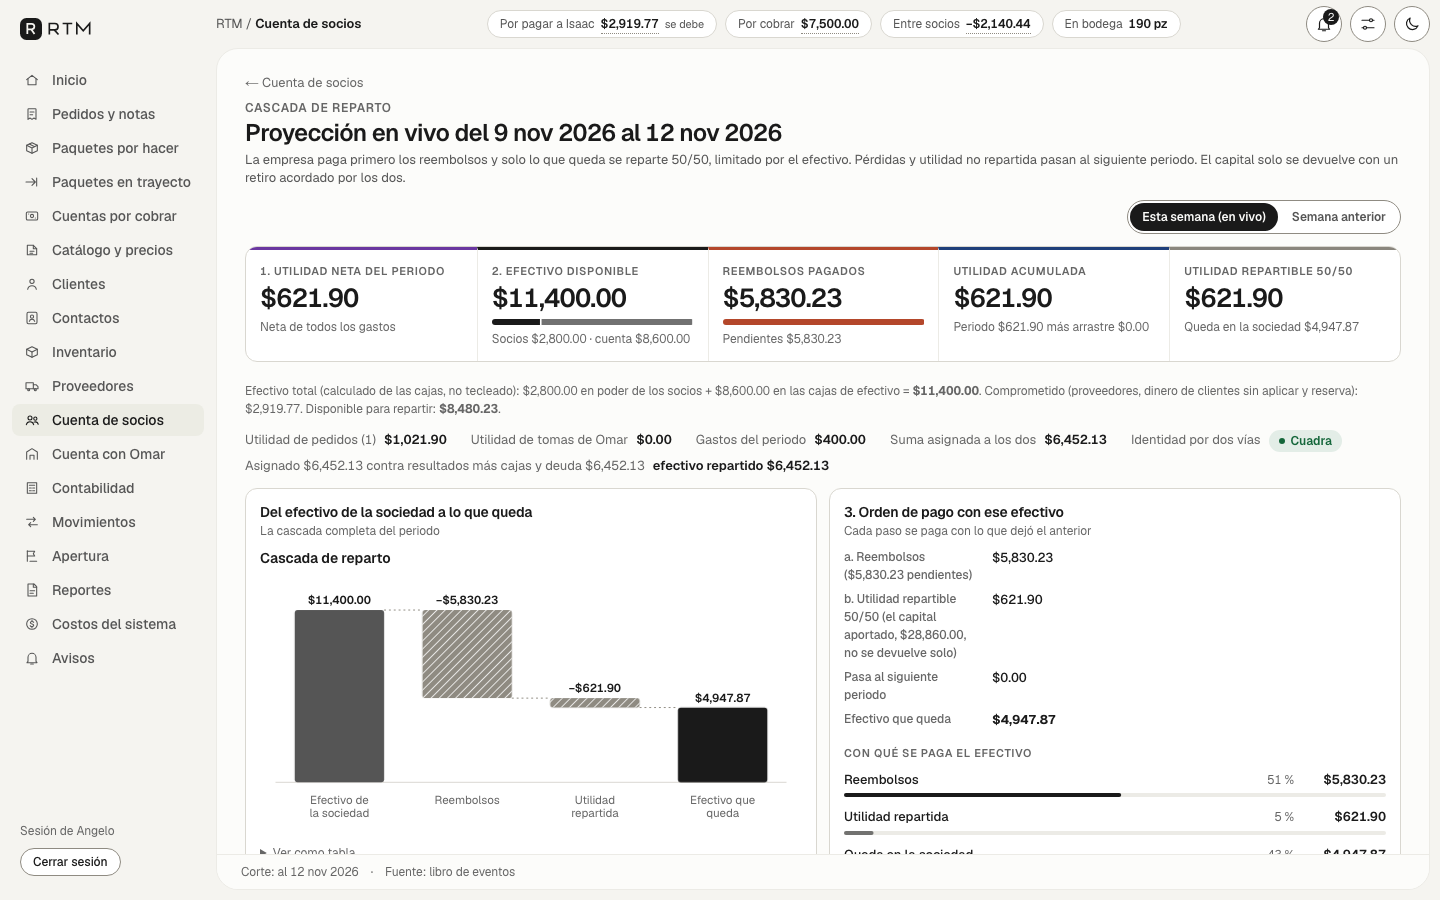 R RTM
RTM / Cuenta de socios
Por pagar a Isaac $2,919.77 se debe
Por cobrar $7,500.00
Entre socios −$2,140.44
En bodega 190 pz
2
Inicio
Pedidos y notas
Paquetes por hacer
Paquetes en trayecto
Cuentas por cobrar
Catálogo y precios
Clientes
Contactos
Inventario
Proveedores
Cuenta de socios
Cuenta con Omar
Contabilidad
Movimientos
Apertura
Reportes
Costos del sistema
Avisos
Sesión de Angelo
Cerrar sesión
← Cuenta de socios
CASCADA DE REPARTO
Proyección en vivo del 9 nov 2026 al 12 nov 2026
La empresa paga primero los reembolsos y solo lo que queda se reparte 50/50, limitado por el efectivo. Pérdidas y utilidad no repartida pasan al siguiente periodo. El capital solo se devuelve con un
retiro acordado por los dos.
Esta semana (en vivo) Semana anterior
1. UTILIDAD NETA DEL PERIODO
$621.90
Neta de todos los gastos
2. EFECTIVO DISPONIBLE
$11,400.00
Socios $2,800.00 · cuenta $8,600.00
REEMBOLSOS PAGADOS
$5,830.23
Pendientes $5,830.23
UTILIDAD ACUMULADA
$621.90
Periodo $621.90 más arrastre $0.00
UTILIDAD REPARTIBLE 50/50
$621.90
Queda en la sociedad $4,947.87
Efectivo total (calculado de las cajas, no tecleado): $2,800.00 en poder de los socios + $8,600.00 en las cajas de efectivo = $11,400.00. Comprometido (proveedores, dinero de clientes sin aplicar y reserva):
$2,919.77. Disponible para repartir: $8,480.23.
Utilidad de pedidos (1) $1,021.90 Utilidad de tomas de Omar $0.00 Gastos del periodo $400.00 Suma asignada a los dos $6,452.13 Identidad por dos vías Cuadra
Asignado $6,452.13 contra resultados más cajas y deuda $6,452.13 efectivo repartido $6,452.13
Del efectivo de la sociedad a lo que queda
La cascada completa del periodo
Cascada de reparto
$11,400.00
−$5,830.23
−$621.90
$4,947.87
Efectivo de
la sociedad
Reembolsos
Utilidad
repartida
Efectivo que
queda
▶ Ver como tabla
3. Orden de pago con ese efectivo
Cada paso se paga con lo que dejó el anterior
a. Reembolsos $5,830.23
($5,830.23 pendientes)
b. Utilidad repartible $621.90
50/50 (el capital
aportado, $28,860.00,
no se devuelve solo)
Pasa al siguiente $0.00
periodo
Efectivo que queda $4,947.87
CON QUÉ SE PAGA EL EFECTIVO
Reembolsos 51 % $5,830.23
Utilidad repartida 5 % $621.90
Queda en la sociedad 43 % $4,947.87
Corte: al 12 nov 2026 · Fuente: libro de eventos